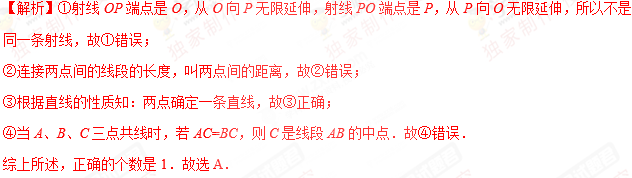 【解析】①射线 OP 端点是 O，从 O 向 P 无限延伸，射线 PO 端点是 P，从 P 向 O 无限延伸，所以不是
同一条射线，故①错误；
②连接两点间的线段的长度，叫两点间的距离，故②错误；
③根据直线的性质知：两点确定一条直线，故③正确；
④当 A、B、C 三点共线时，若 AC=BC，则 C 是线段 AB 的中点．故④错误．
综上所述，正确的个数是 1．故选 A．